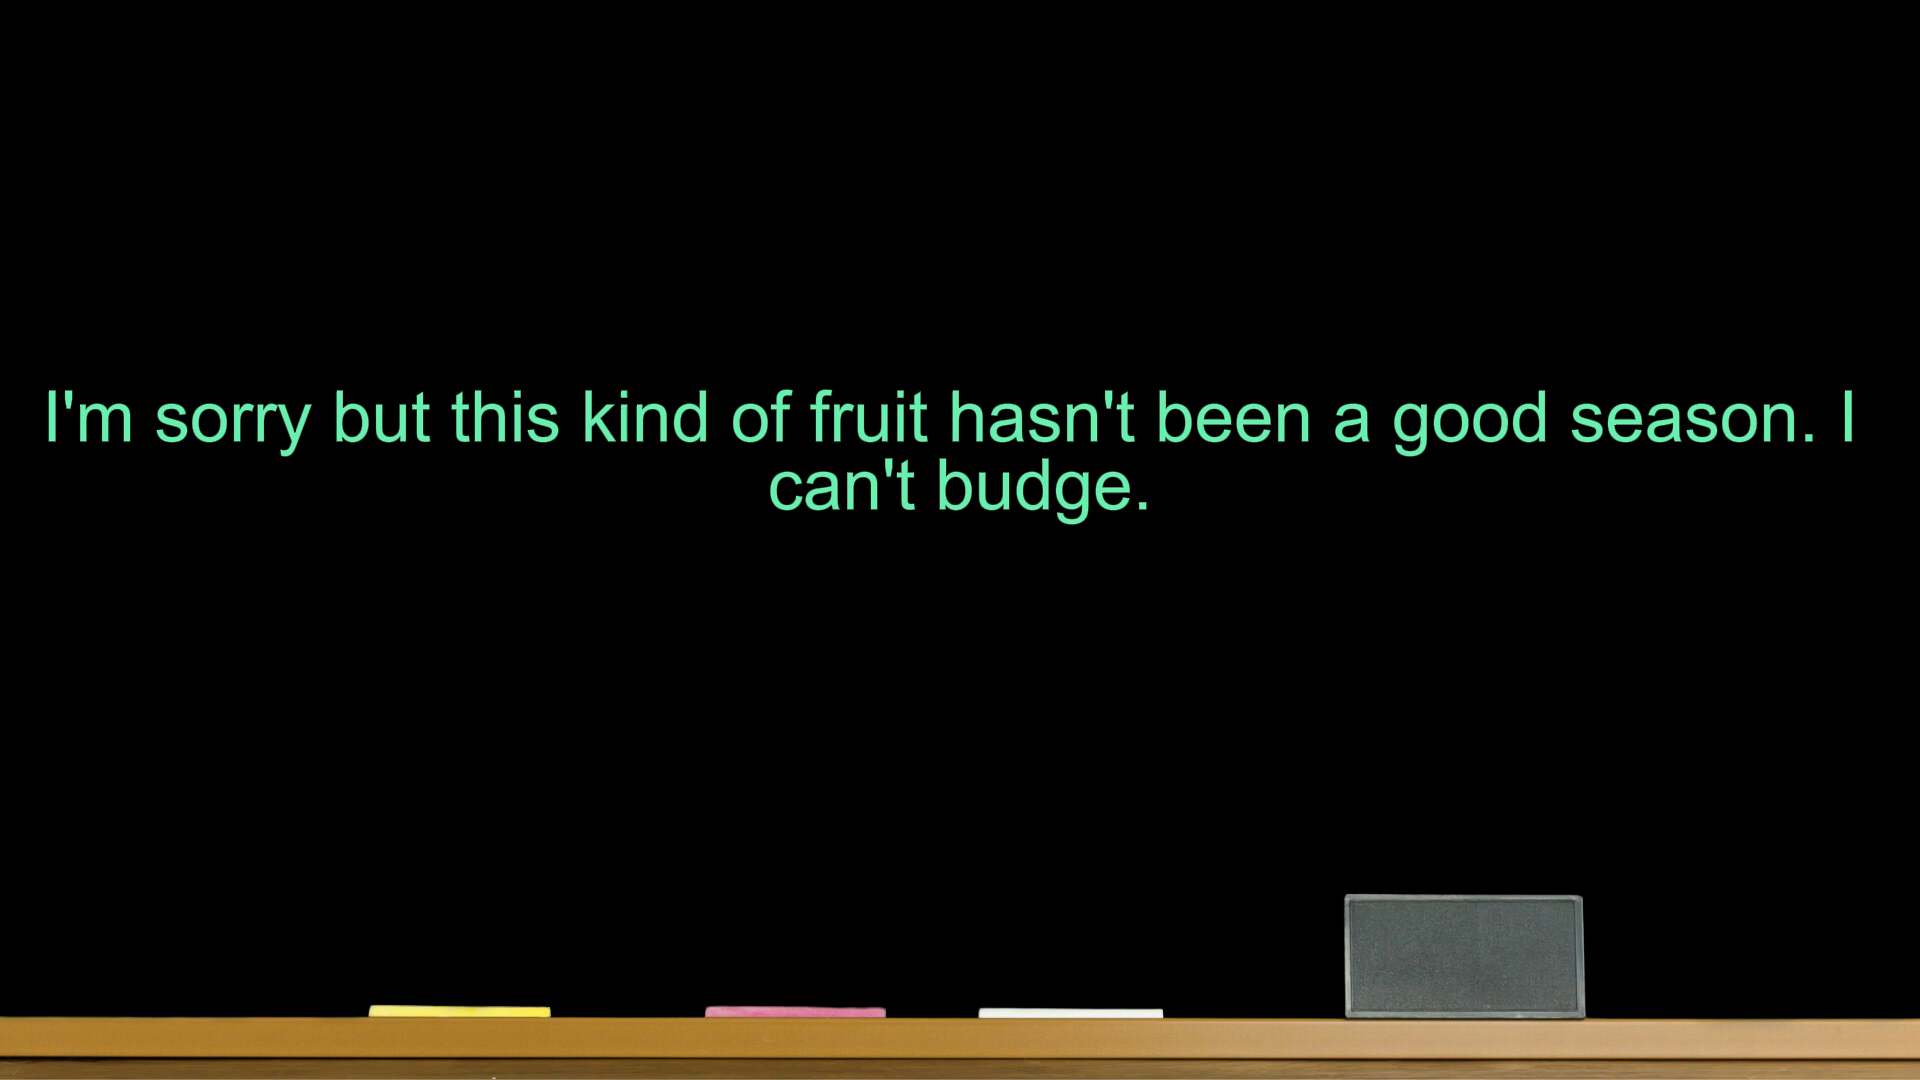 I'm sorry but this kind of fruit hasn't been a good season. I
can't budge.